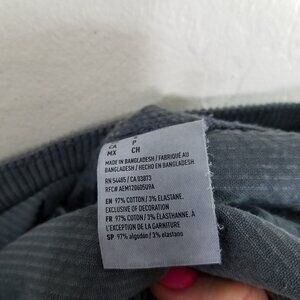 CA P
MX CH
MADE IN BANGLADESH / FABRIQUÉ AU
BANGLADESH / HECHO EN BANGLADESH
RN 54485 / CA 03873
RFC# AEM120605U9A
EN 97% COTTON / 3% ELASTANE.
EXCLUSIVE OF DECORATION
FR 97% COTON / 3% ÉLASTHANNE. À
L'EXCEPTION DE LA GARNITURE
SP 97% algodón / 3% elastano